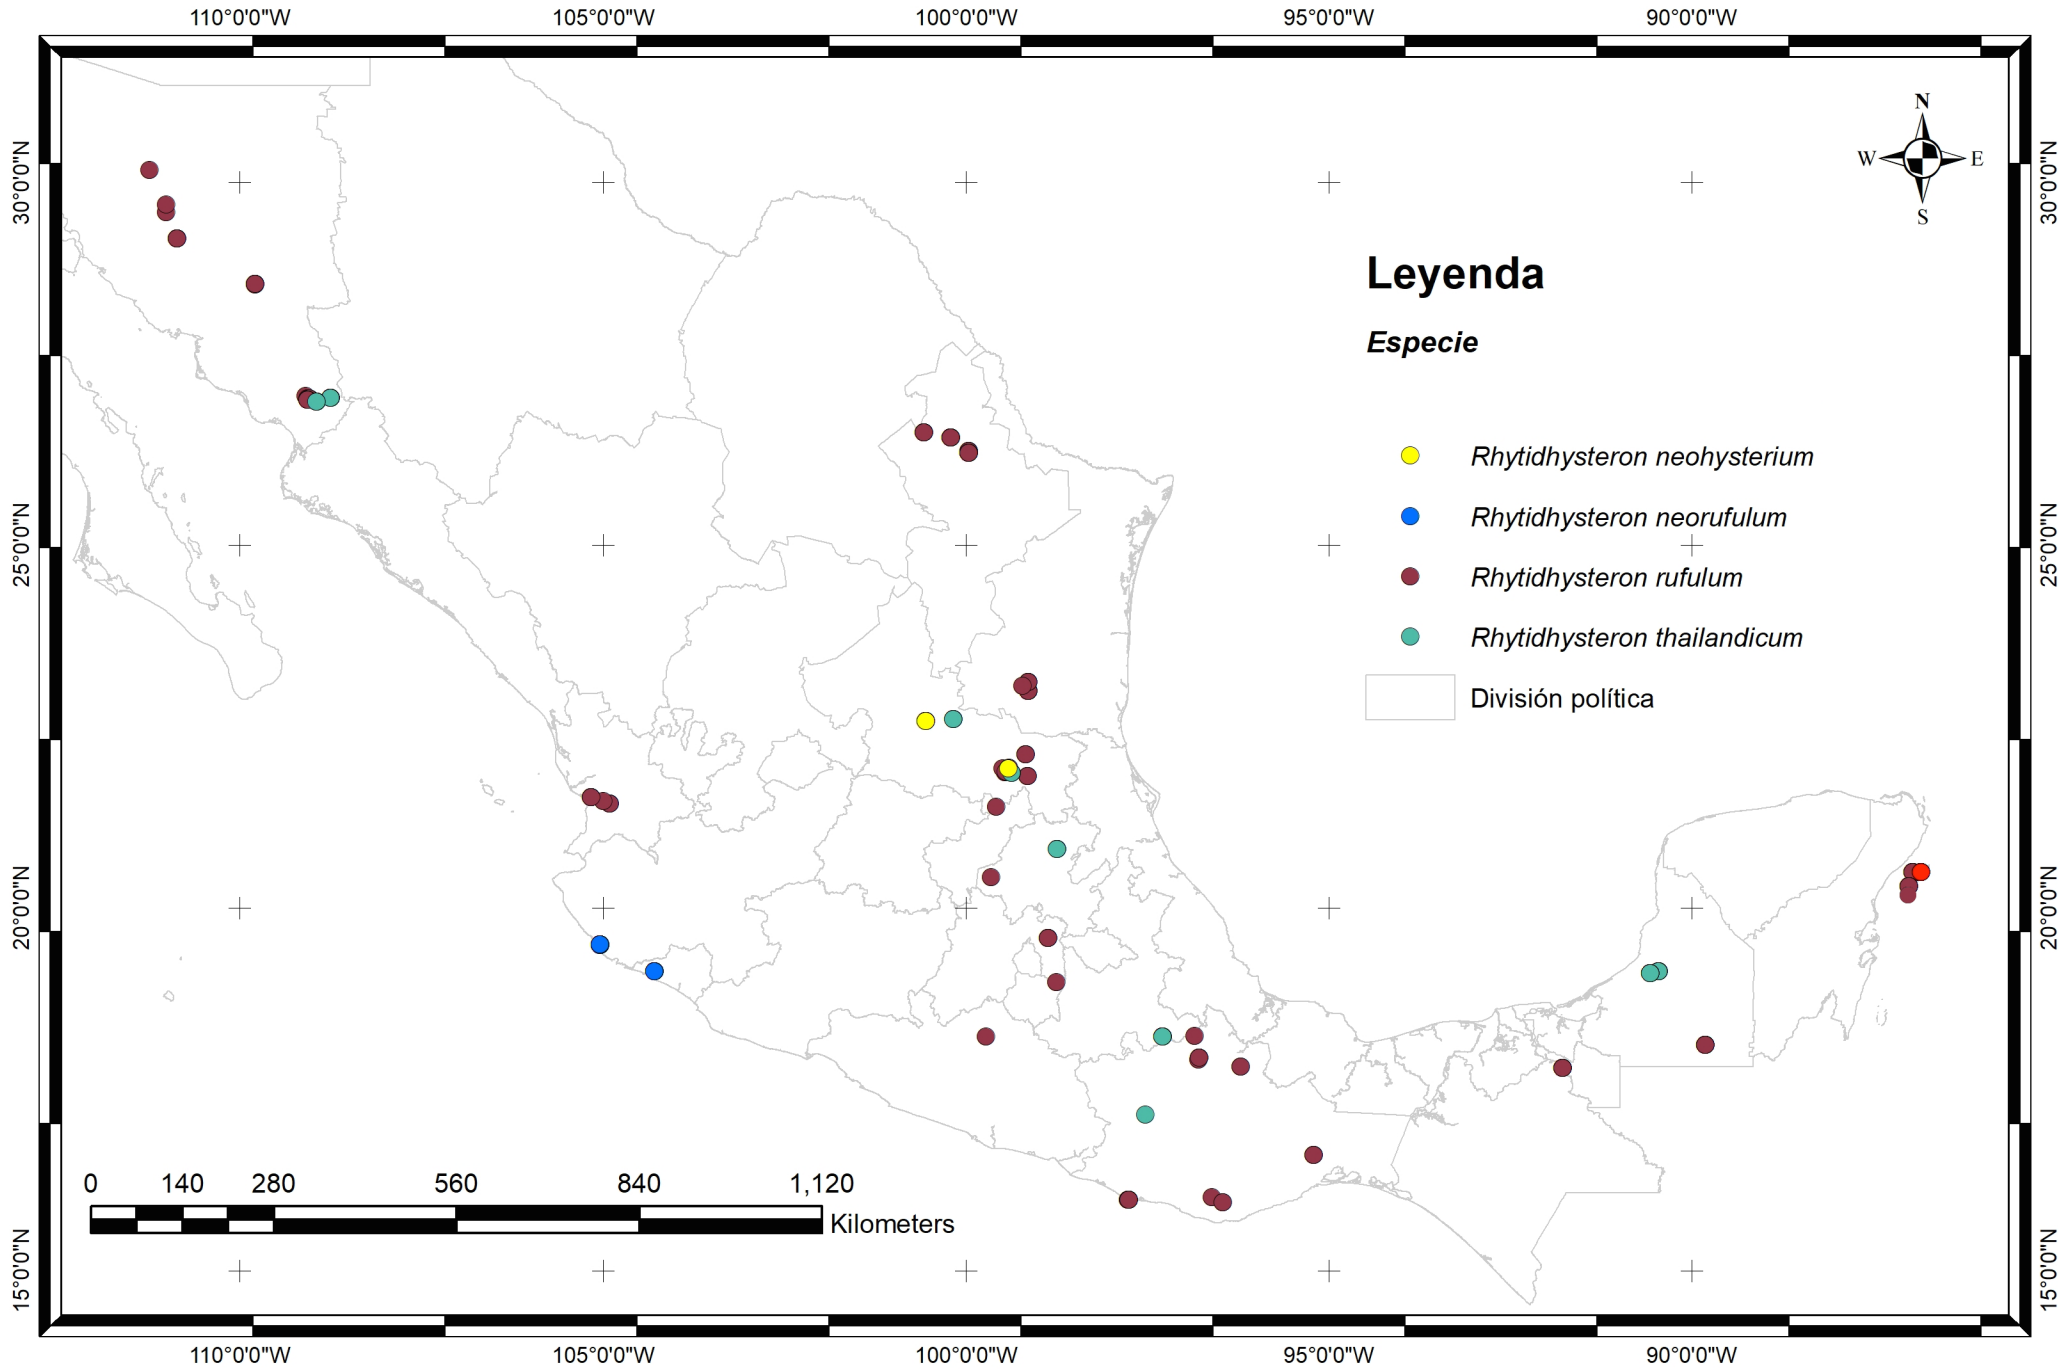 110°0'0"W 105°0'0"W 100°0'0"W 95°0'0"W 90°0'0"W
N
W E
S
30°0'0"N 30°0'0"N
Leyenda
Especie
Rhytidhysteron neohysterium
Rhytidhysteron neorufulum
25°0'0"N 25°0'0"N
Rhytidhysteron rufulum
Rhytidhysteron thailandicum
División política
20°0'0"N 20°0'0"N
0 140 280 560 840 1,120
Kilometers
15°0'0"N 15°0'0"N
110°0'0"W 105°0'0"W 100°0'0"W 95°0'0"W 90°0'0"W